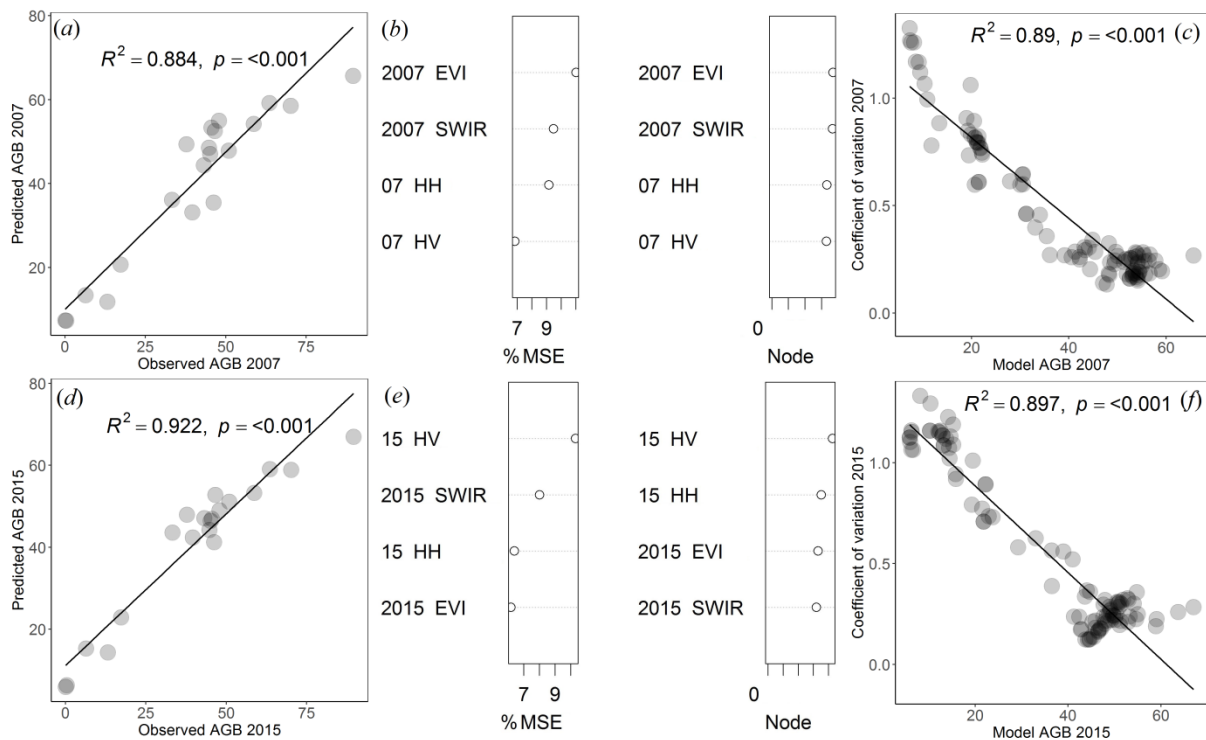 (a)
R² = 0.884, p = <0.001
Predicted AGB 2007
80
60
40
20
0
25
50
75
Observed AGB 2007
(b)
2007 EVI
2007 SWIR
07 HH
07 HV
7 9
% MSE
2007 EVI
2007 SWIR
07 HH
07 HV
0
Node
R² = 0.89, p = <0.001 (c)
Coefficient of variation 2007
1.0
0.5
0.0
20
40
60
Model AGB 2007
(d)
R² = 0.922, p = <0.001
Predicted AGB 2015
80
60
40
20
0
25
50
75
Observed AGB 2015
(e)
15 HV
2015 SWIR
15 HH
2015 EVI
7 9
% MSE
15 HV
15 HH
2015 EVI
2015 SWIR
0
Node
R² = 0.897, p = <0.001 (f)
Coefficient of variation 2015
1.0
0.5
0.0
20
40
60
Model AGB 2015